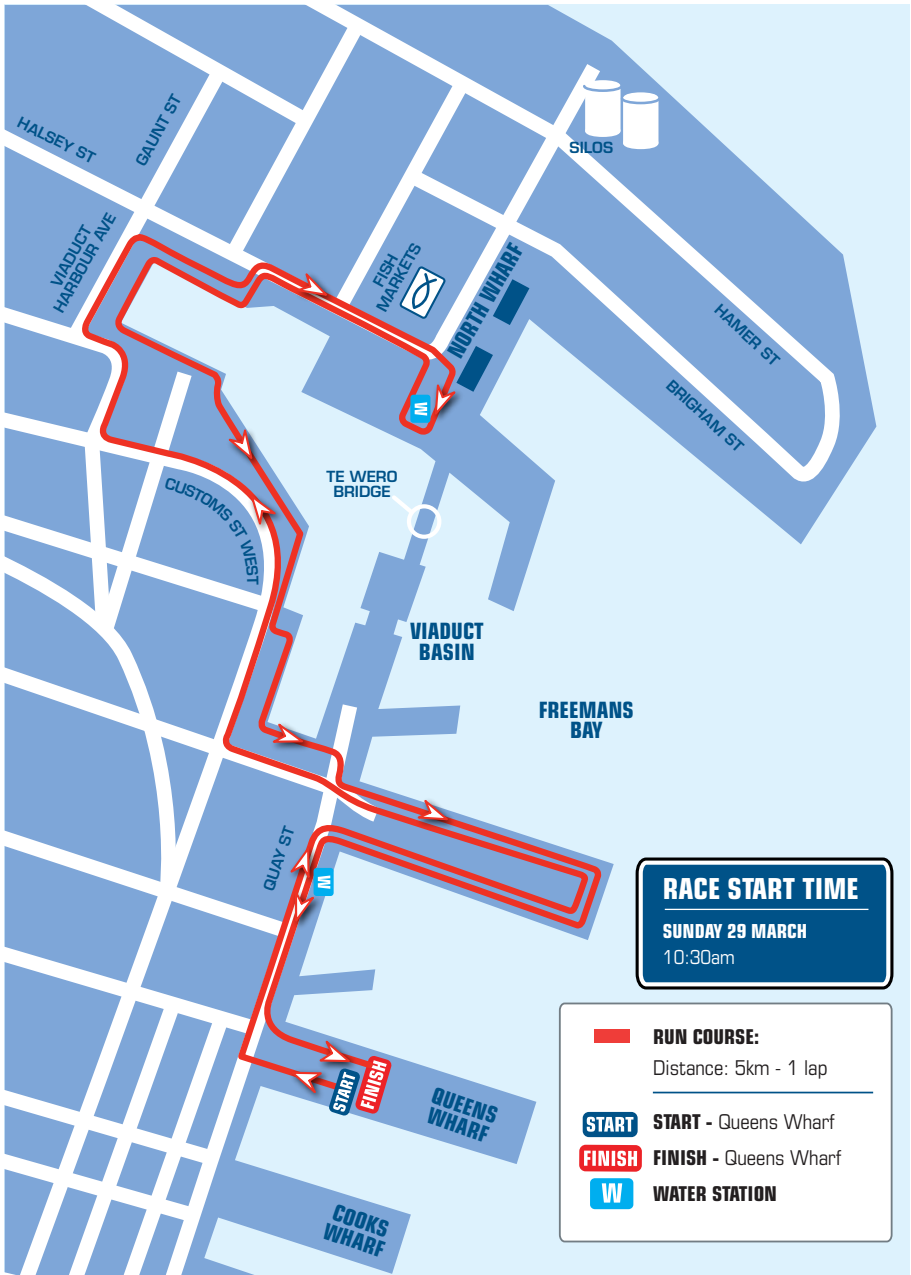 SILOS
GAUNT ST
HALSEY ST
VIADUCT
HARBOUR AVE
FISH
MARKETS
NORTH WHARF
HAMER ST
BRIGHAM ST
W
TE WERO
BRIDGE
CUSTOMS ST WEST
VIADUCT
BASIN
FREEMANS
BAY
QUAY ST
W
RACE START TIME
SUNDAY 29 MARCH
10:30am
START
FINISH
QUEENS
WHARF
COOKS
WHARF
RUN COURSE:
Distance: 5km - 1 lap
START START - Queens Wharf
FINISH FINISH - Queens Wharf
W WATER STATION